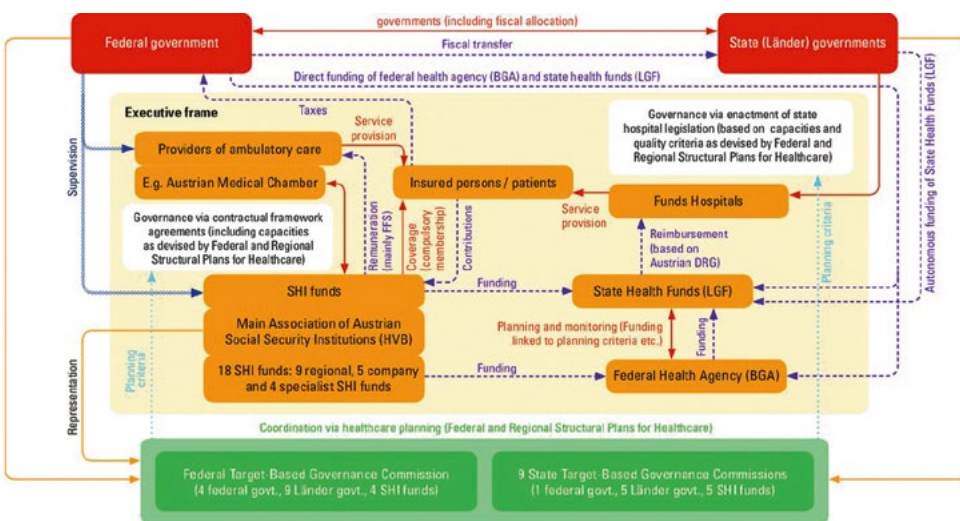 governments (including fiscal allocation)
Federal government
State (Länder) governments
Fiscal transfer
Direct funding of federal health agency (BGA) and state health funds (LGF)
Taxes
Executive frame
Service
provision
Governance via enactment of state
hospital legislation (based on capacities and
quality criteria as devised by Federal and
Regional Structural Plans for Healthcare)
Supervision
Autonomous funding of State Health Funds (LGF)
Providers of ambulatory care
E.g. Austrian Medical Chamber
Insured persons / patients
Funds Hospitals
Service
provision
Governance via contractual framework
agreements (including capacities
as devised by Federal and Regional
Structural Plans for Healthcare)
Remuneration
(mainly FFS)
Coverage
(compulsory
membership)
Contributions
Reimbursement
(based on
Austrian DRG)
Planning criteria
SHI funds
Funding
State Health Funds (LGF)
Main Association of Austrian
Social Security Institutions (HVB)
Planning and monitoring (Funding
linked to planning criteria etc.)
Funding
18 SHI funds: 9 regional, 5 company
and 4 specialist SHI funds
Funding
Federal Health Agency (BGA)
Planning
criteria
Representation
Coordination via healthcare planning (Federal and Regional Structural Plans for Healthcare)
Federal Target-Based Governance Commission
(4 federal govt., 9 Länder govt., 4 SHI funds)
9 State Target-Based Governance Commissions
(1 federal govt., 5 Länder govt., 5 SHI funds)